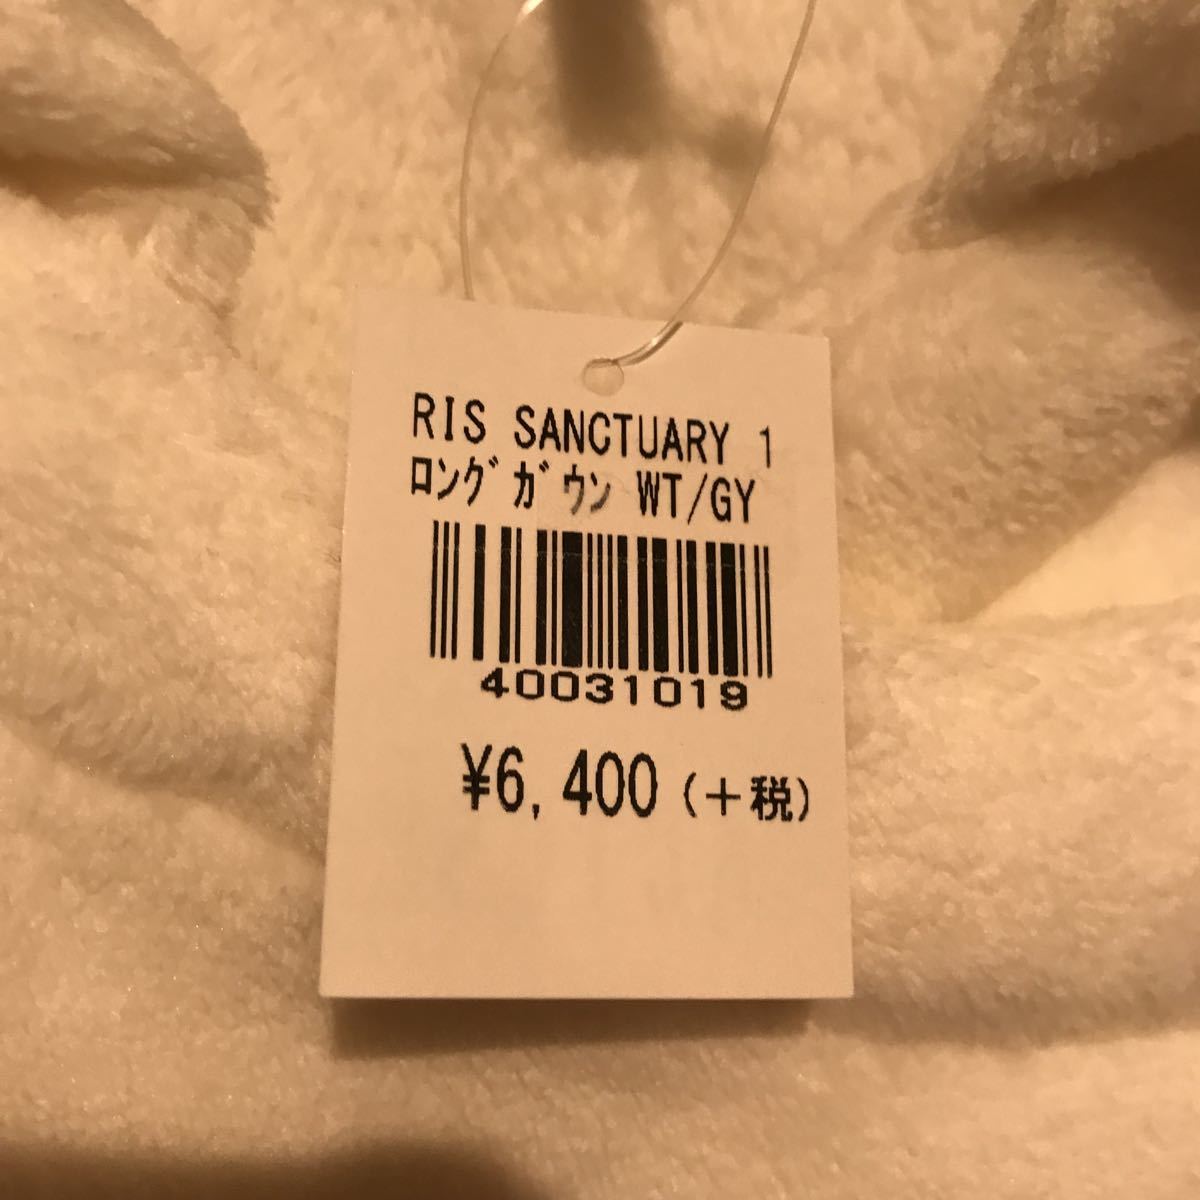 RIS SANCTUARY 1
ﾛﾝｸﾞｶﾞｳﾝ WT/GY
40031019
¥6,400(+税)